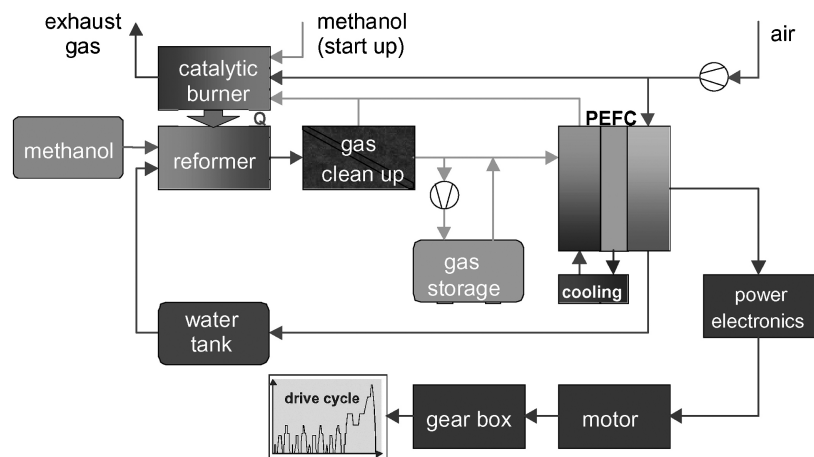 exhaust
gas
methanol
(start up)
air
catalytic
burner
Q
PEFC
methanol
reformer
gas
clean up
gas
storage
cooling
power
electronics
water
tank
drive cycle
gear box
motor